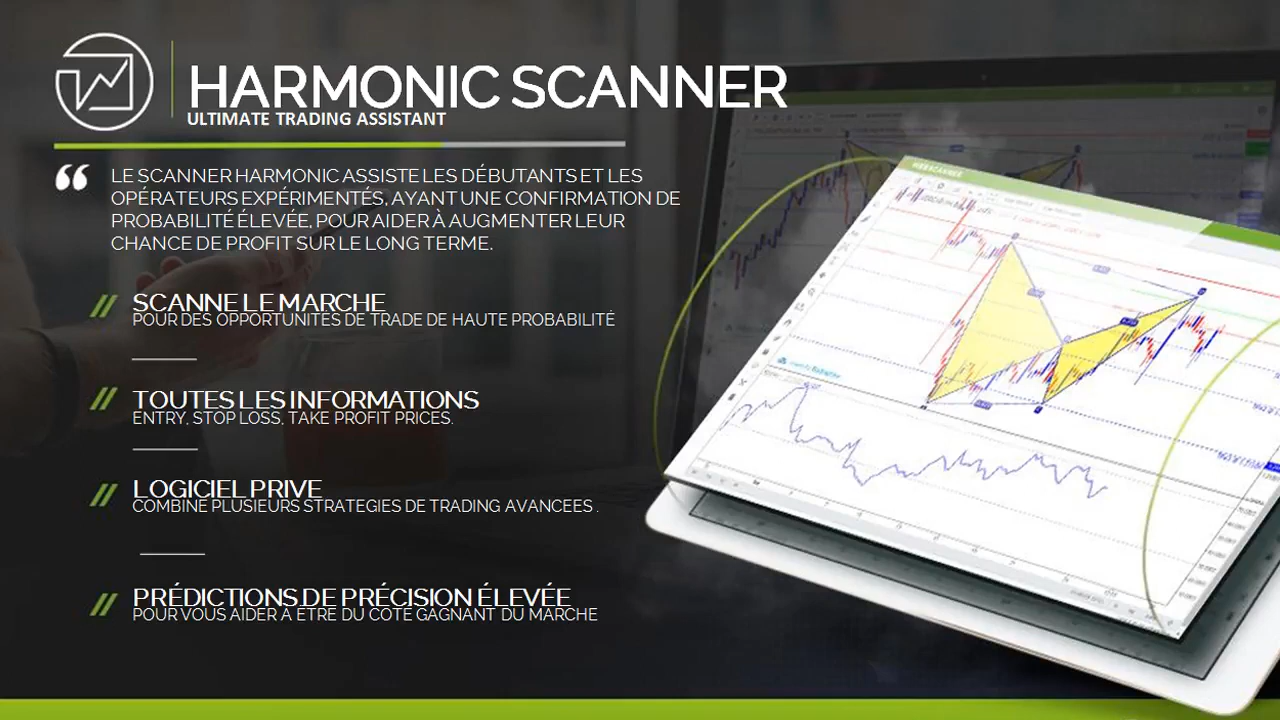 HARMONIC SCANNER
ULTIMATE TRADING ASSISTANT
LE SCANNER HARMONIC ASSISTE LES DÉBUTANTS ET LES
OPÉRATEURS EXPÉRIMENTÉS, AYANT UNE CONFIRMATION DE
PROBABILITÉ ÉLEVÉE, POUR AIDER À AUGMENTER LEUR
CHANCE DE PROFIT SUR LE LONG TERME.
SCANNE LE MARCHE
POUR DES OPPORTUNITÉS DE TRADE DE HAUTE PROBABILITÉ
TOUTES LES INFORMATIONS
ENTRY, STOP LOSS, TAKE PROFIT PRICES.
LOGICIEL PRIVE
COMBINE PLUSIEURS STRATEGIES DE TRADING AVANCEES .
PRÉDICTIONS DE PRÉCISION ÉLEVÉE
POUR VOUS AIDER À ÊTRE DU CÔTÉ GAGNANT DU MARCHE